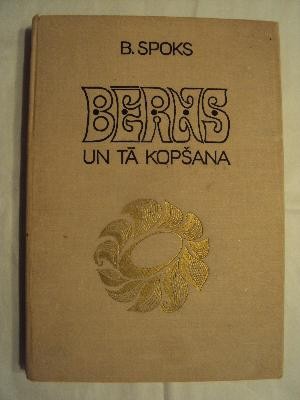 B. SPOKS
BERNS
UN TĀ KOPŠANA